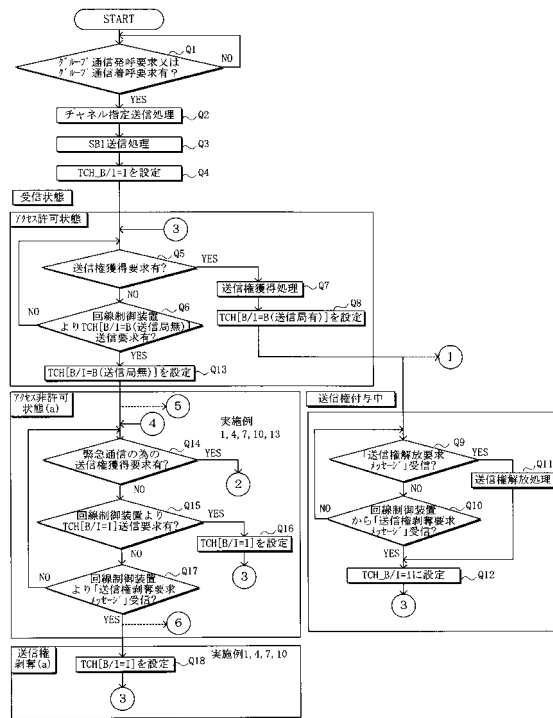 START
Q1
グループ通信発呼要求又は
グループ通信着呼要求有?
NO
YES
チャネル指定送信処理
Q2
SB1送信処理
Q3
TCH_B/I=Iを設定
Q4
受信状態
アクセス許可状態
3
Q5
送信権獲得要求有?
YES
NO
送信権獲得処理
Q7
Q6
回線制御装置
よりTCH[B/I=B(送信局無)]
送信要求有?
NO
YES
Q8
TCH[B/I=B(送信局有)]を設定
TCH[B/I=B(送信局無)]を設定
Q13
1
アクセス非許可
状態(a)
5
4
実施例
1, 4, 7, 10, 13
Q14
緊急通信の為の
送信権獲得要求有?
YES
NO
2
Q15
回線制御装置より
TCH[B/I=I]送信要求有?
YES
NO
Q16
TCH[B/I=I]を設定
3
Q17
回線制御装置
より「送信権剥奪要求
メッセージ」受信?
NO
YES
6
送信権付与中
Q9
「送信権解放要求
メッセージ」受信?
YES
NO
Q11
送信権解放処理
Q10
回線制御装置
から「送信権剥奪要求
メッセージ」受信?
NO
YES
TCH_B/I=Iに設定
Q12
3
送信権
剥奪(a)
TCH[B/I=I]を設定
Q18
実施例1, 4, 7, 10
3